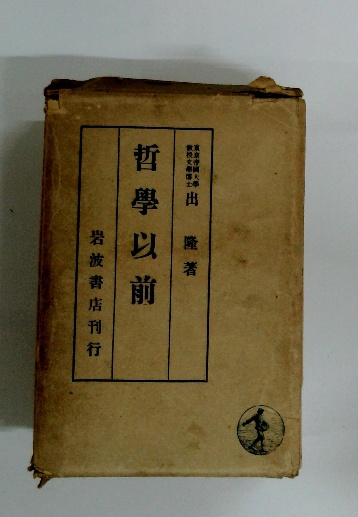 東京帝國大學
教授文學博士
出隆著
哲學以前
岩波書店刊行